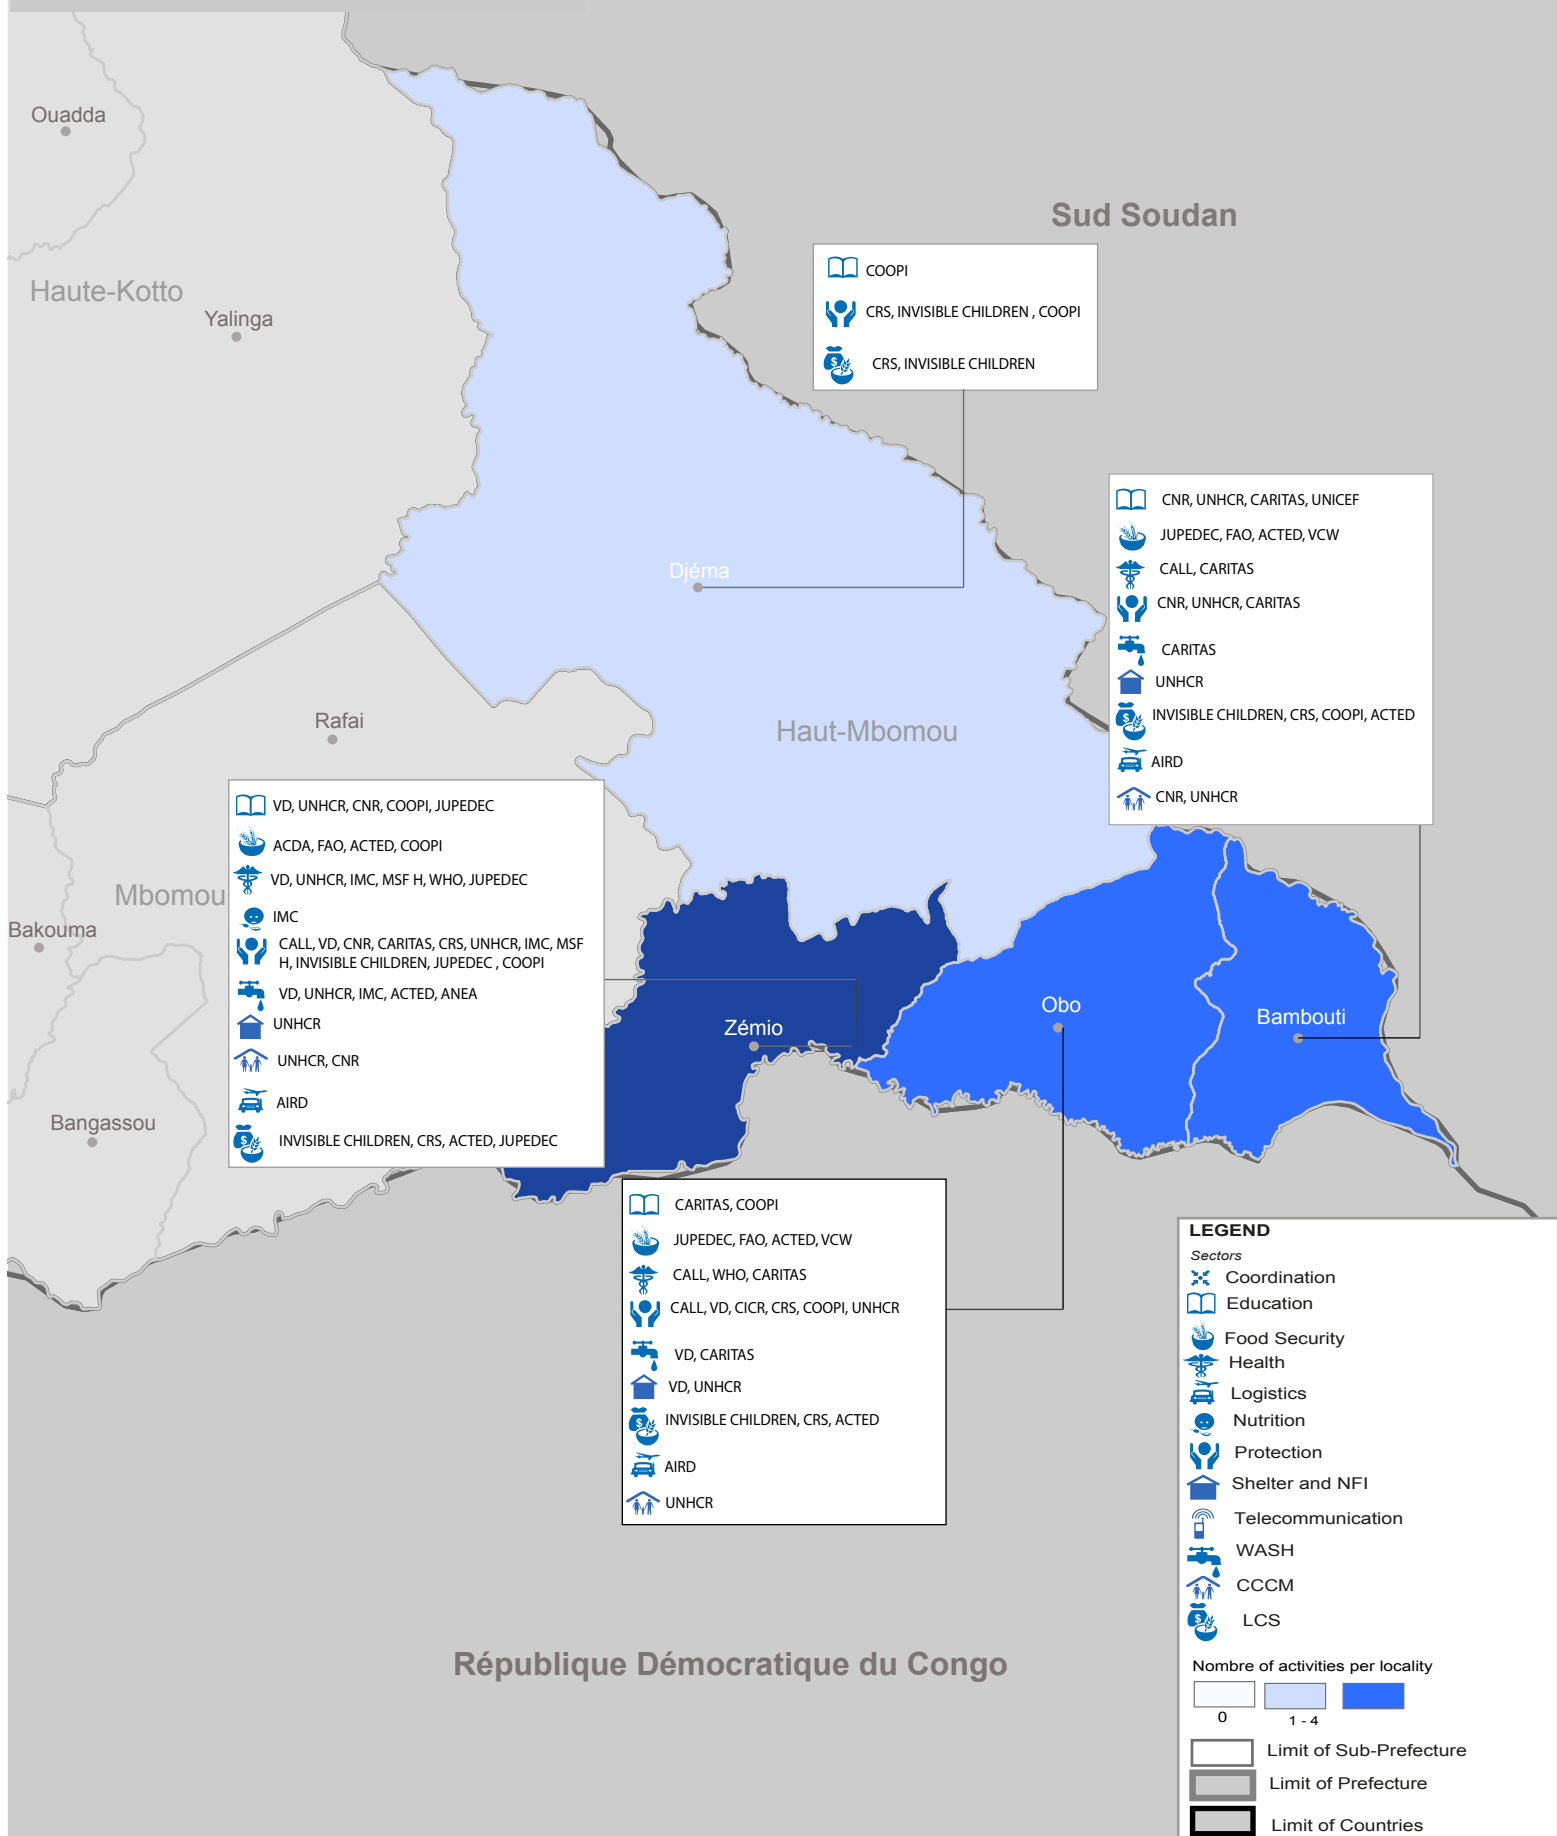 Ouadda
Sud Soudan
Haute-Kotto
Yalinga
COOPI
CRS, INVISIBLE CHILDREN , COOPI
CRS, INVISIBLE CHILDREN
CNR, UNHCR, CARITAS, UNICEF
JUPEDEC, FAO, ACTED, VCW
CALL, CARITAS
CNR, UNHCR, CARITAS
CARITAS
UNHCR
INVISIBLE CHILDREN, CRS, COOPI, ACTED
AIRD
CNR, UNHCR
Djéma
Rafai
Haut-Mbomou
VD, UNHCR, CNR, COOPI, JUPEDEC
ACDA, FAO, ACTED, COOPI
VD, UNHCR, IMC, MSF H, WHO, JUPEDEC
IMC
CALL, VD, CNR, CARITAS, CRS, UNHCR, IMC, MSF
H, INVISIBLE CHILDREN, JUPEDEC , COOPI
VD, UNHCR, IMC, ACTED, ANEA
UNHCR
UNHCR, CNR
AIRD
INVISIBLE CHILDREN, CRS, ACTED, JUPEDEC
Mbomou
Bakouma
Bangassou
Zémio
Obo
Bambouti
CARITAS, COOPI
JUPEDEC, FAO, ACTED, VCW
CALL, WHO, CARITAS
CALL, VD, CICR, CRS, COOPI, UNHCR
VD, CARITAS
VD, UNHCR
INVISIBLE CHILDREN, CRS, ACTED
AIRD
UNHCR
République Démocratique du Congo
LEGEND
Sectors
Coordination
Education
Food Security
Health
Logistics
Nutrition
Protection
Shelter and NFI
Telecommunication
WASH
CCCM
LCS
Nombre of activities per locality
0
1 - 4
Limit of Sub-Prefecture
Limit of Prefecture
Limit of Countries